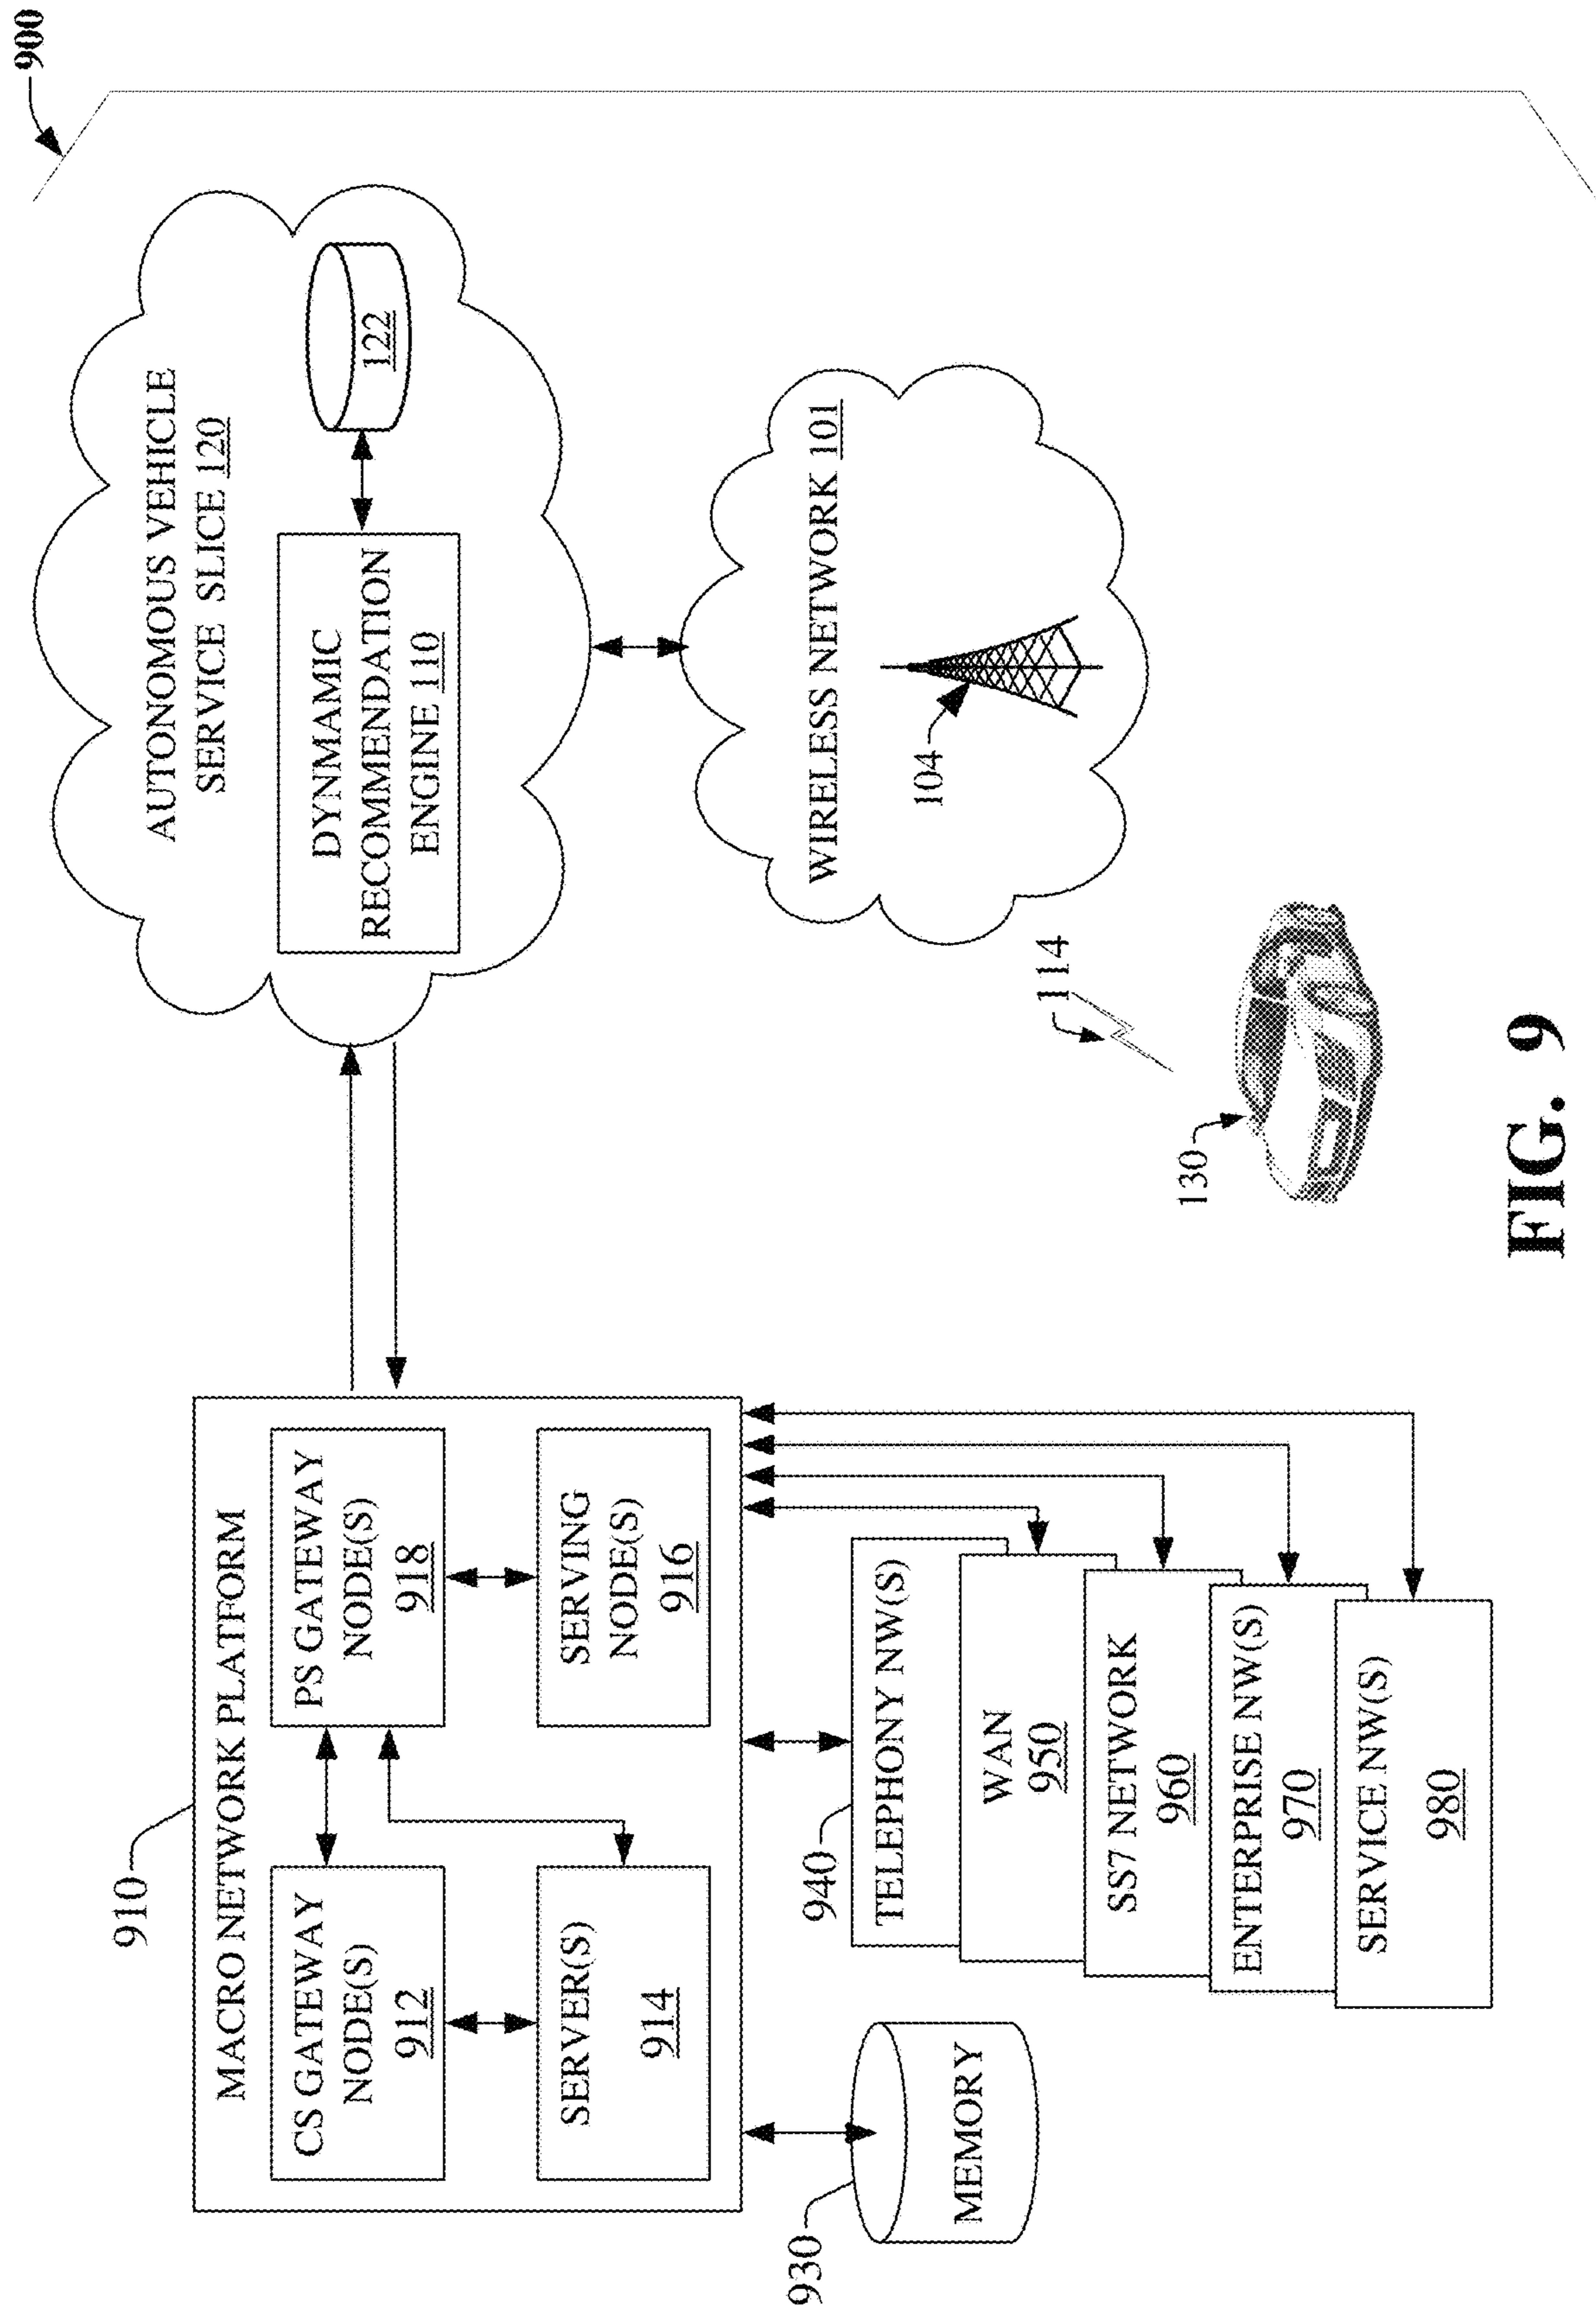 900
910
MACRO NETWORK PLATFORM
CS GATEWAY
NODE(S)
912
PS GATEWAY
NODE(S)
918
SERVER(S)
914
SERVING
NODE(S)
916
930
MEMORY
940
TELEPHONY NW(S)
WAN
950
SS7 NETWORK
960
ENTERPRISE NW(S)
970
SERVICE NW(S)
980
AUTONOMOUS VEHICLE
SERVICE SLICE 120
DYNMAMIC
RECOMMENDATION
ENGINE 110
122
WIRELESS NETWORK 101
104
114
130
FIG. 9